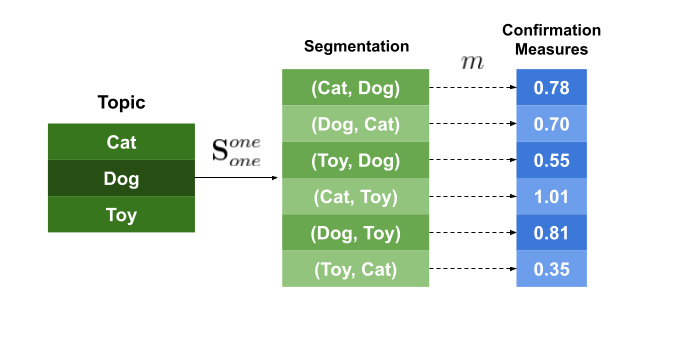 Topic
Cat
Dog
Toy
S^{one}_{one}
Segmentation
(Cat, Dog)
(Dog, Cat)
(Toy, Dog)
(Cat, Toy)
(Dog, Toy)
(Toy, Cat)
m
Confirmation
Measures
0.78
0.70
0.55
1.01
0.81
0.35